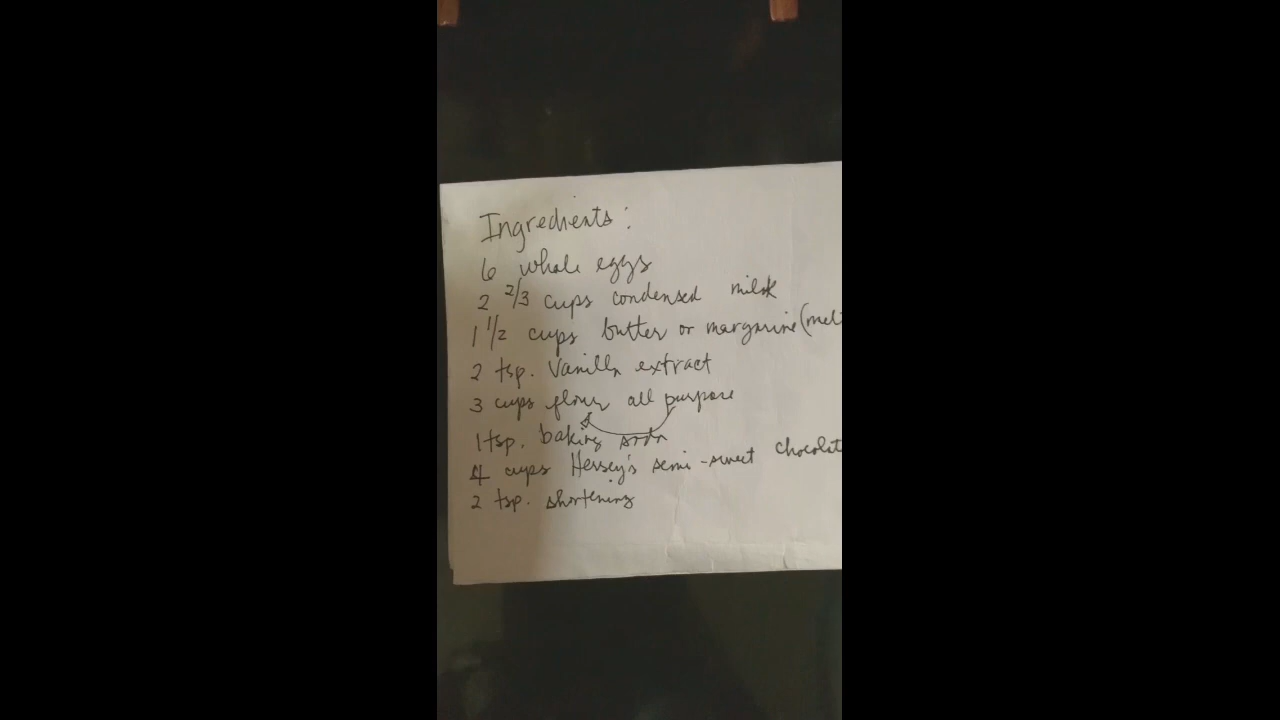 Ingredients:
6 whole eggs
2 2/3 cups condensed milk
1 1/2 cups butter or margarine (mel
2 tsp. Vanilla extract
3 cups flour all purpose
1 tsp. baking soda
4 cups Hersey's semi-sweet chocolat
2 tsp. shortening